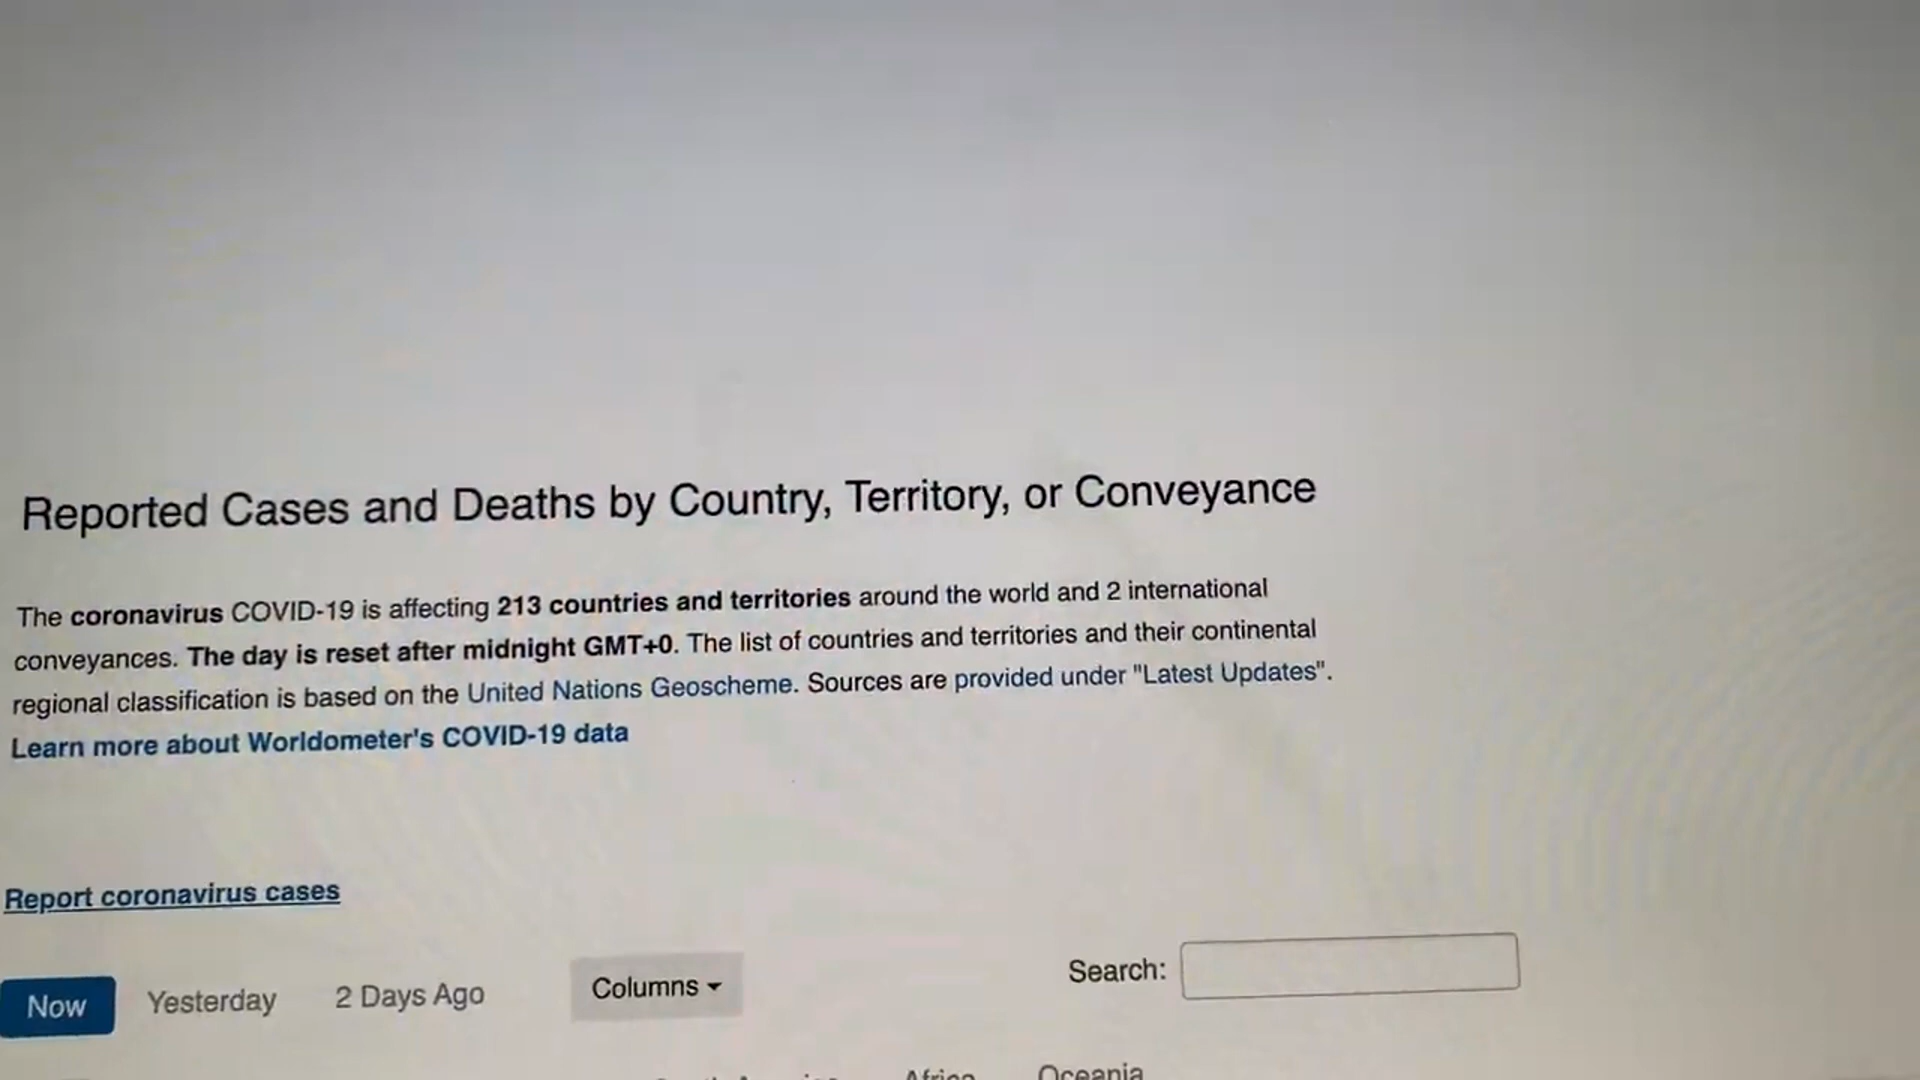 Reported Cases and Deaths by Country, Territory, or Conveyance
The coronavirus COVID-19 is affecting 213 countries and territories around the world and 2 international
conveyances. The day is reset after midnight GMT+0. The list of countries and territories and their continental
regional classification is based on the United Nations Geoscheme. Sources are provided under "Latest Updates".
Learn more about Worldometer's COVID-19 data
Report coronavirus cases
Now Yesterday 2 Days Ago Columns Search:
Africa Oceania